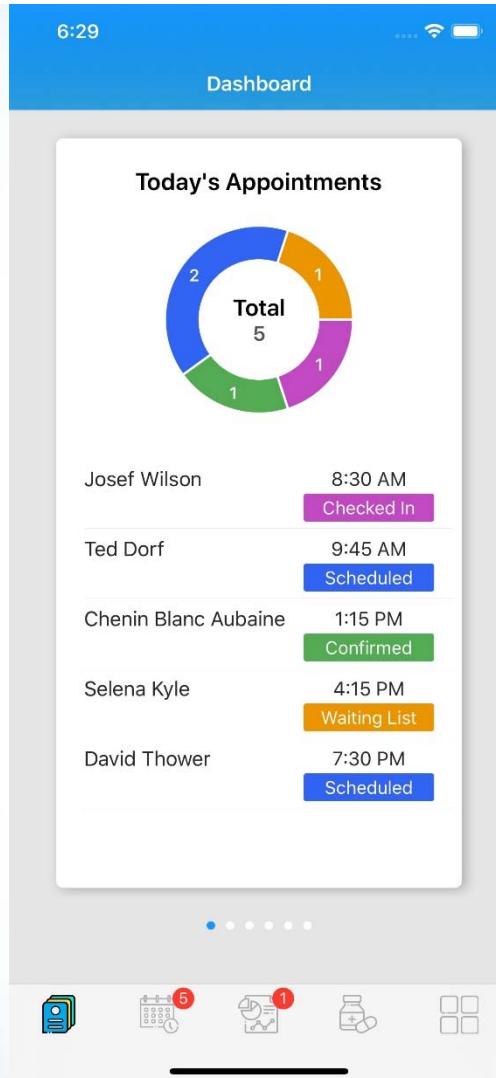 6:29
Dashboard
Today's Appointments
2
1
Total
5
1
1
Josef Wilson 8:30 AM
Checked In
Ted Dorf 9:45 AM
Scheduled
Chenin Blanc Aubaine 1:15 PM
Confirmed
Selena Kyle 4:15 PM
Waiting List
David Thower 7:30 PM
Scheduled
5
1